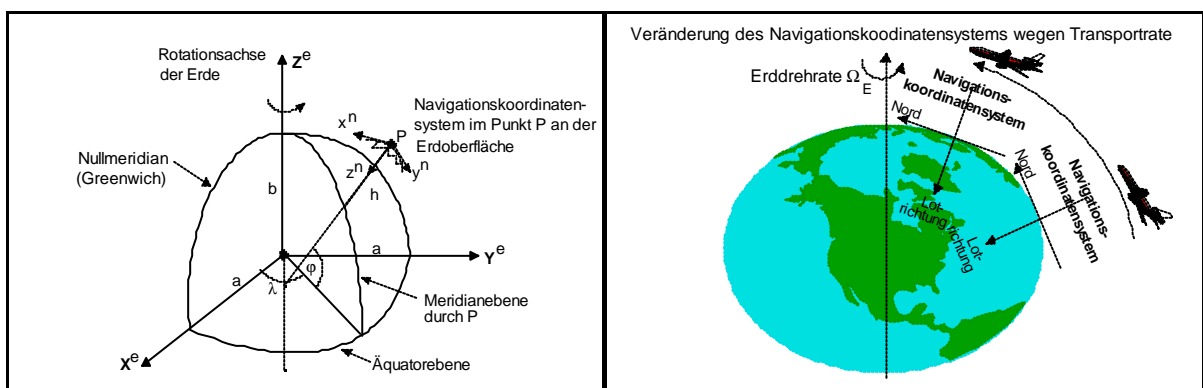 Z^e
Rotationsachse
der Erde
Navigationskoordinaten-
system im Punkt P an der
Erdoberfläche
x^n
P
Nullmeridian
(Greenwich)
z^n
y^n
b
h
a
Y^e
φ
a
λ
Meridianebene
durch P
X^e
Äquatorebene
Veränderung des Navigationskoodinatensystems wegen Transportrate
Erddrehrate Ω_E
Navigations-
koordinatensystem
Nord
Nord
Navigations-
koordinatensystem
Lot-
richtung
Lot-
richtung